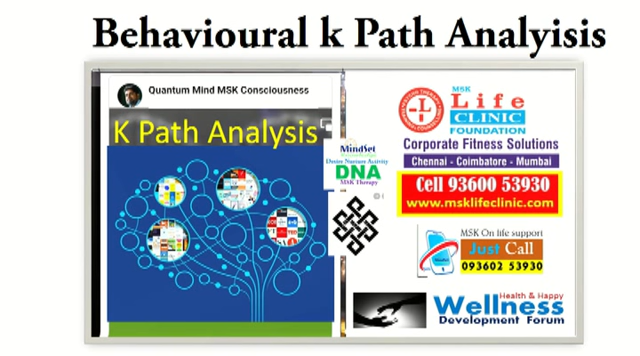 Behavioural k Path Analyisis
Quantum Mind MSK Consciousness
K Path Analysis
MindSet
DNA
MSK Therapy
MSK
Life
CLINIC
FOUNDATION
Corporate Fitness Solutions
Chennai - Coimbatore - Mumbai
Cell 93600 53930
www.msklifeclinic.com
MSK On life support
Just Call
093602 53930
Health & Happy
Wellness
Development Forum